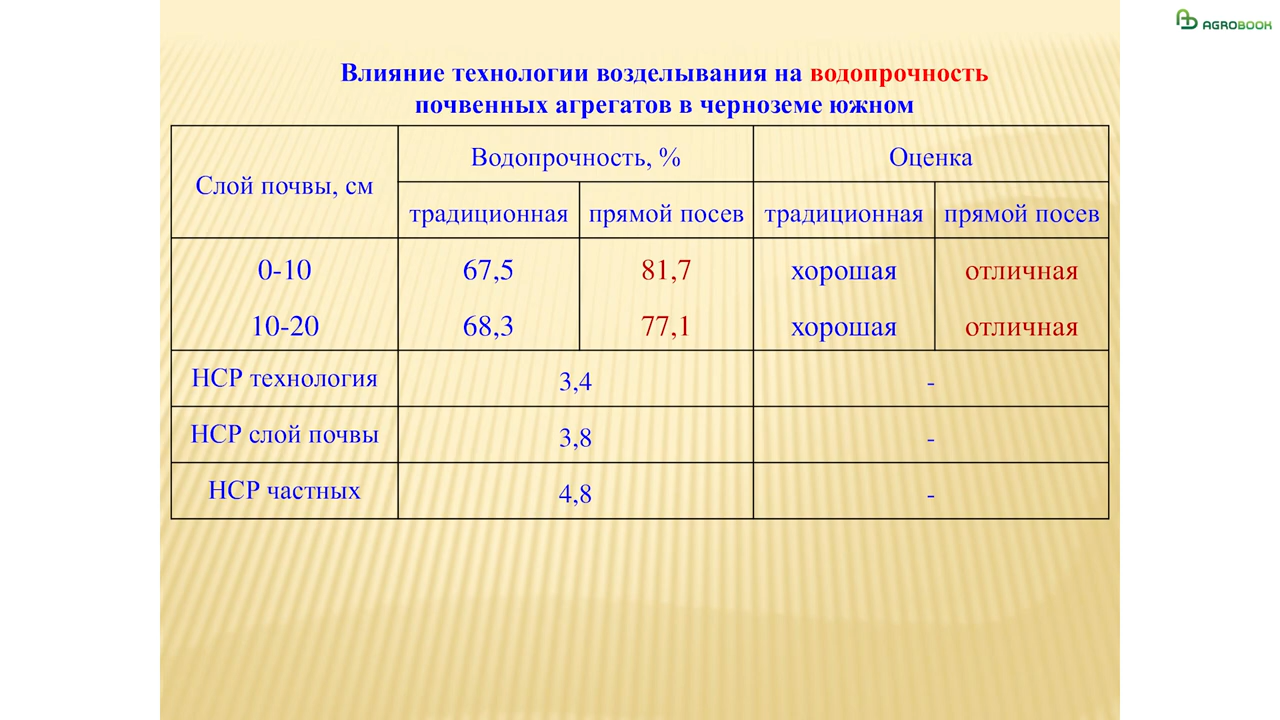 AGROBOOK
Влияние технологии возделывания на водопрочность
почвенных агрегатов в черноземе южном
Слой почвы, см
Водопрочность, %
Оценка
традиционная прямой посев традиционная прямой посев
0-10 67,5 81,7 хорошая отличная
10-20 68,3 77,1 хорошая отличная
НСР технология 3,4 -
НСР слой почвы 3,8 -
НСР частных 4,8 -